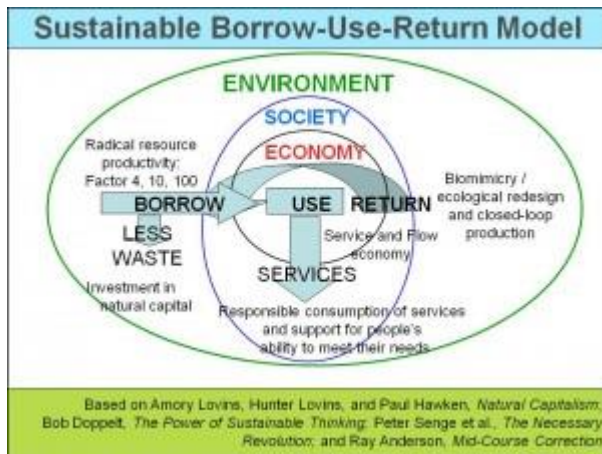 Sustainable Borrow-Use-Return Model
ENVIRONMENT
SOCIETY
ECONOMY
Radical resource
productivity:
Factor 4, 10, 100
BORROW
USE
RETURN
Biomimicry /
ecological redesign
and closed-loop
production
LESS
WASTE
Service and Flow
economy
SERVICES
Investment in
natural capital
Responsible consumption of services
and support for people's
ability to meet their needs
Based on Amory Lovins, Hunter Lovins, and Paul Hawken, Natural Capitalism;
Bob Doppelt, The Power of Sustainable Thinking; Peter Senge et al., The Necessary
Revolution; and Ray Anderson, Mid-Course Correction